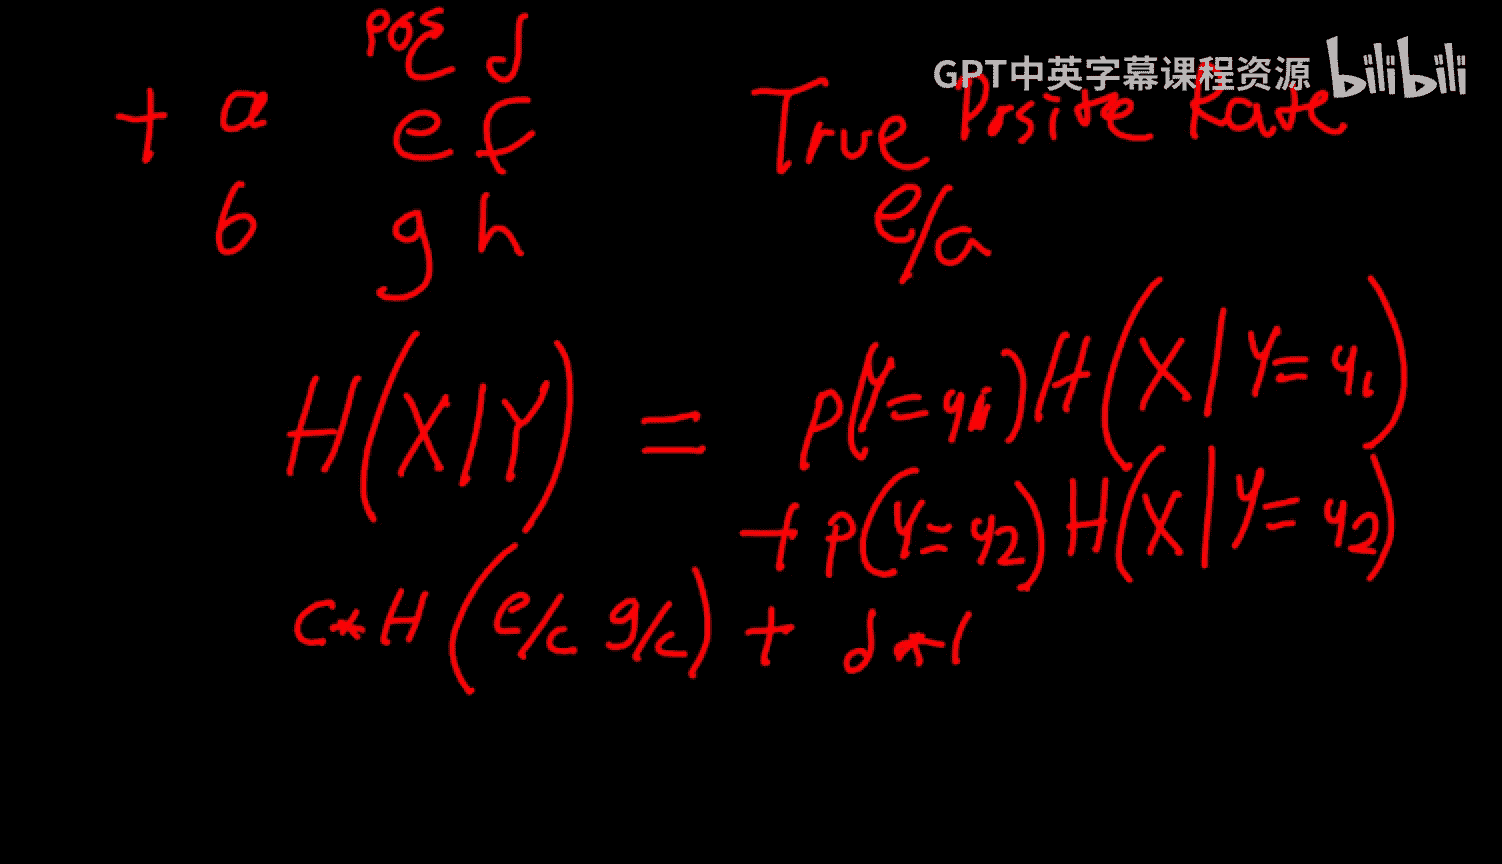 pos
c d
GPT中英字幕课程资源 bilibili
+ a e f
True Posite Rate
b g h
e/a
H(X|Y) = p(Y=y1)H(X|Y=y1)
+ p(Y=y2)H(X|Y=y2)
c*H(e/c g/c) + d*1